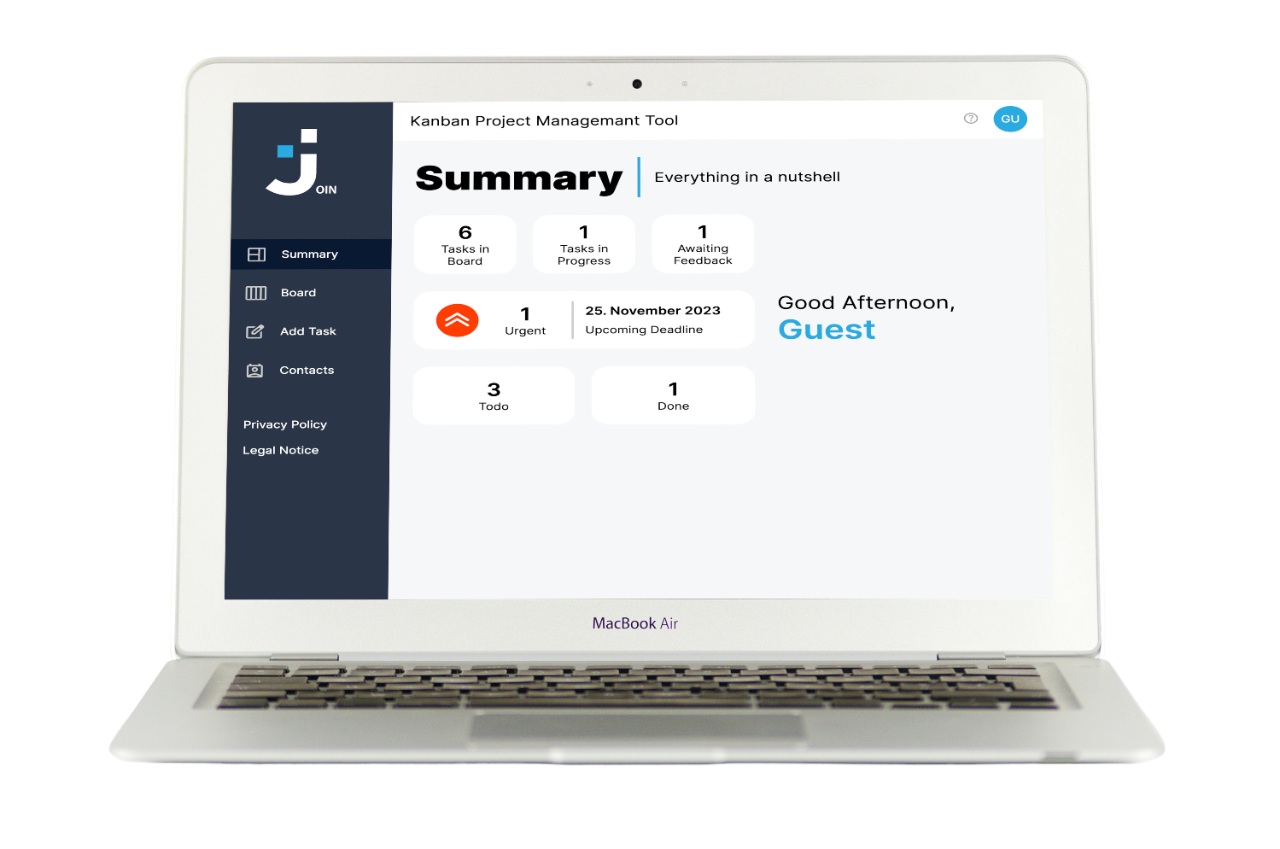 Kanban Project Managemant Tool
GU
JOIN
Summary
Everything in a nutshell
6
Tasks in
Board
1
Tasks in
Progress
1
Awaiting
Feedback
Summary
Board
Add Task
Contacts
Privacy Policy
Legal Notice
1
Urgent
25. November 2023
Upcoming Deadline
Good Afternoon,
Guest
3
Todo
1
Done
MacBook Air